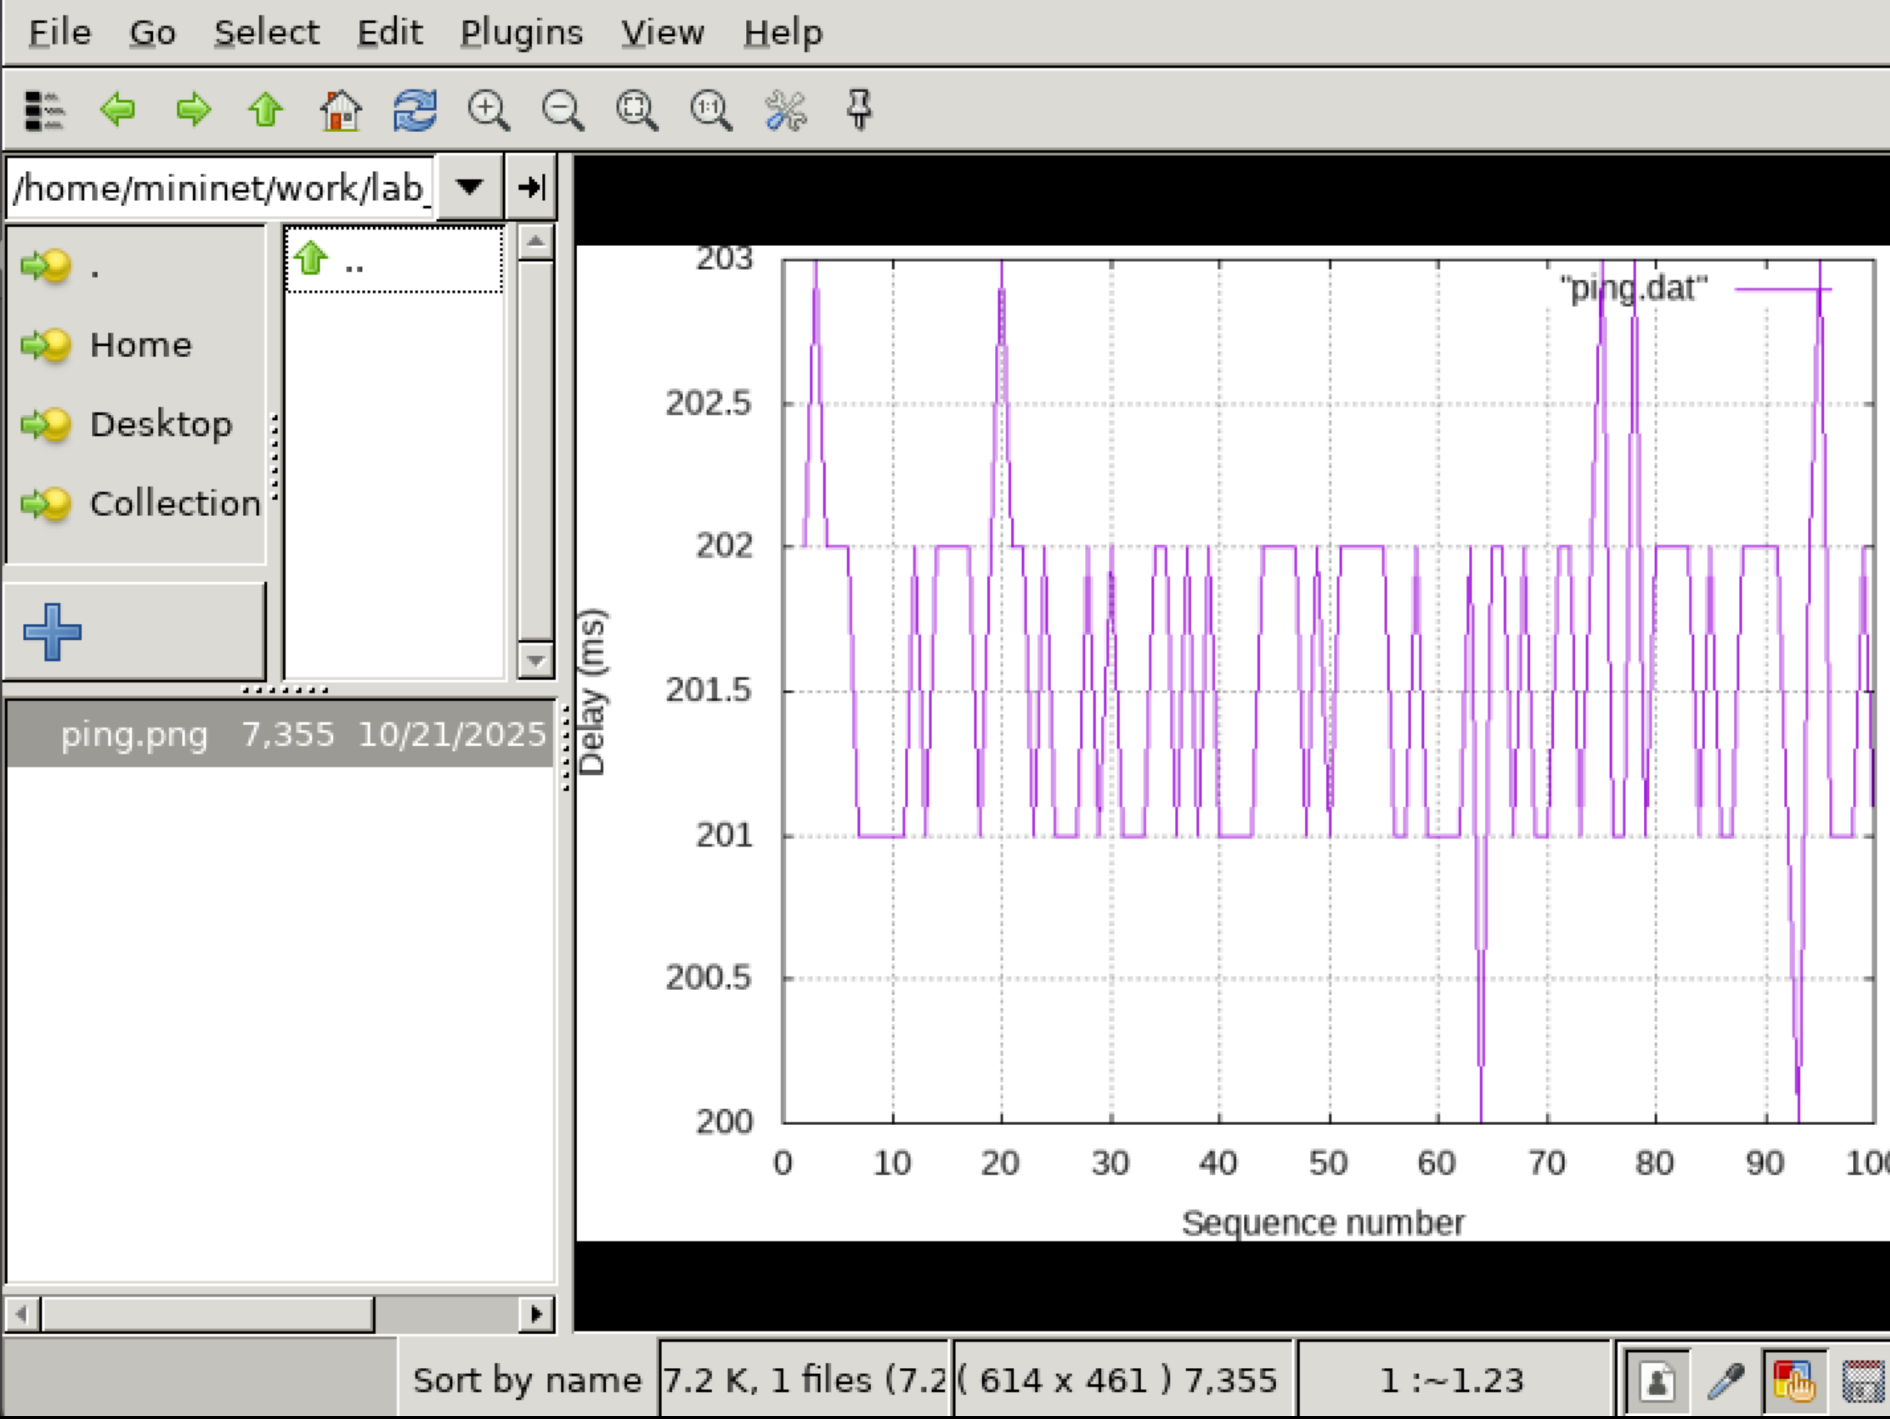 File Go Select Edit Plugins View Help
/home/mininet/work/lab_
.
Home
Desktop
Collection
..
ping.png 7,355 10/21/2025
203
202.5
202
201.5
201
200.5
200
Delay (ms)
"ping.dat"
0 10 20 30 40 50 60 70 80 90 100
Sequence number
Sort by name 7.2 K, 1 files (7.2 ( 614 x 461 ) 7,355 1 :~1.23